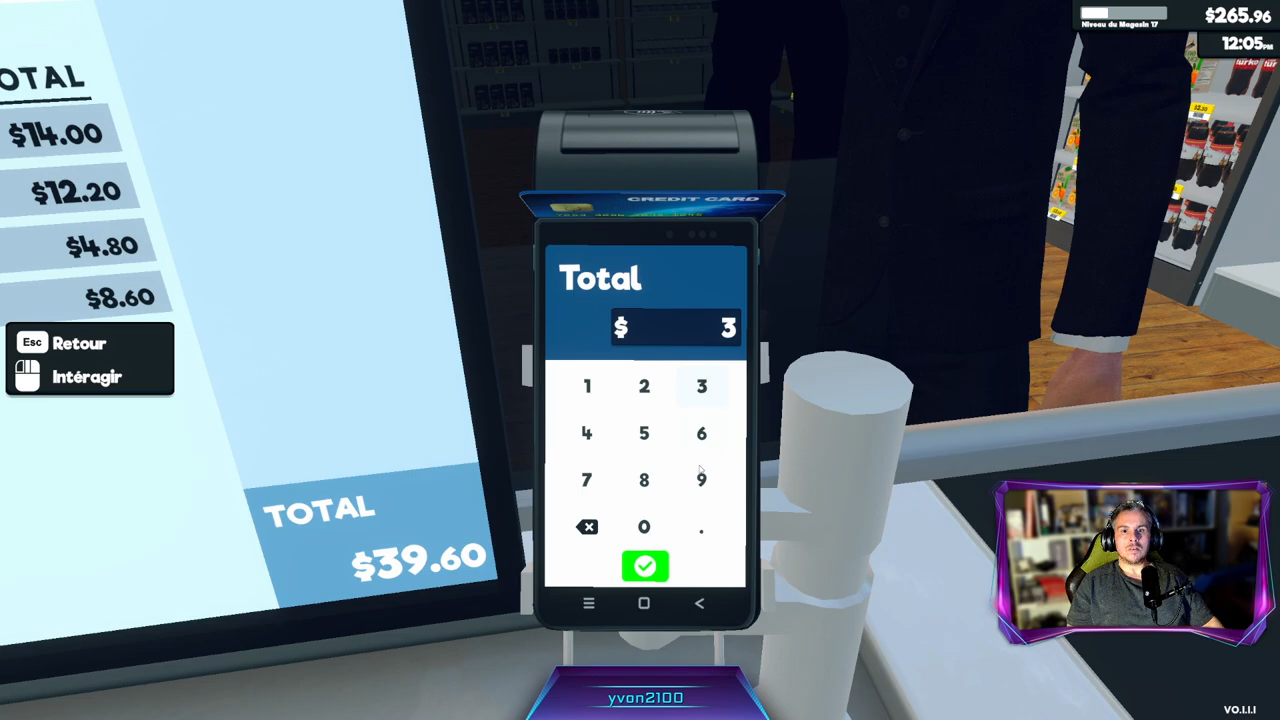 $265.96
Niveau du Magasin 17
12:05PM
OTAL
$14.00
$12.20
$4.80
$8.60
Esc Retour
Intéragir
TOTAL
$39.60
CREDIT CARD
Total
$ 3
1 2 3
4 5 6
7 8 9
0 .
yvon2100
V0.1.1.1